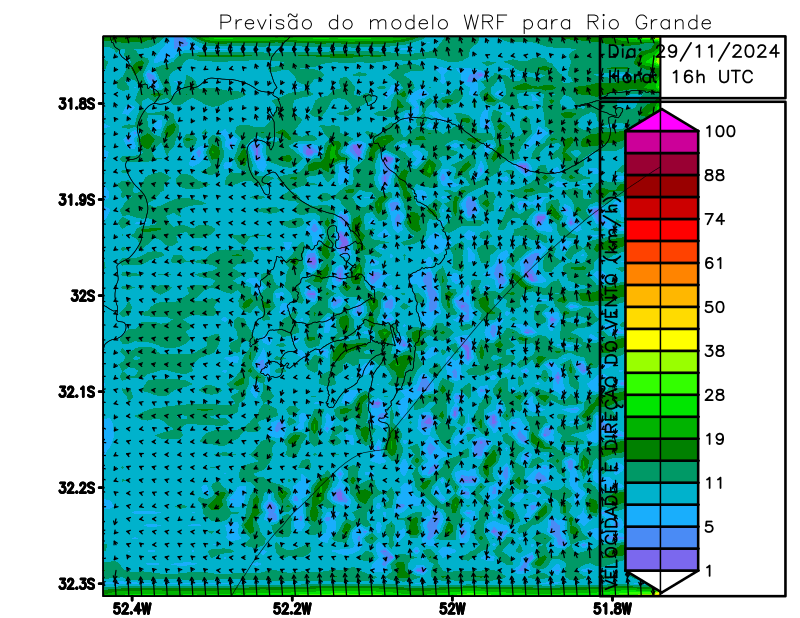 Previsão do modelo WRF para Rio Grande
Dia: 29/11/2024
Hora: 16h UTC
31.8S
31.9S
32S
32.1S
32.2S
32.3S
52.4W
52.2W
52W
51.8W
VELOCIDADE E DIREÇÃO DO VENTO (km/h)
100
88
74
61
50
38
28
19
11
5
1